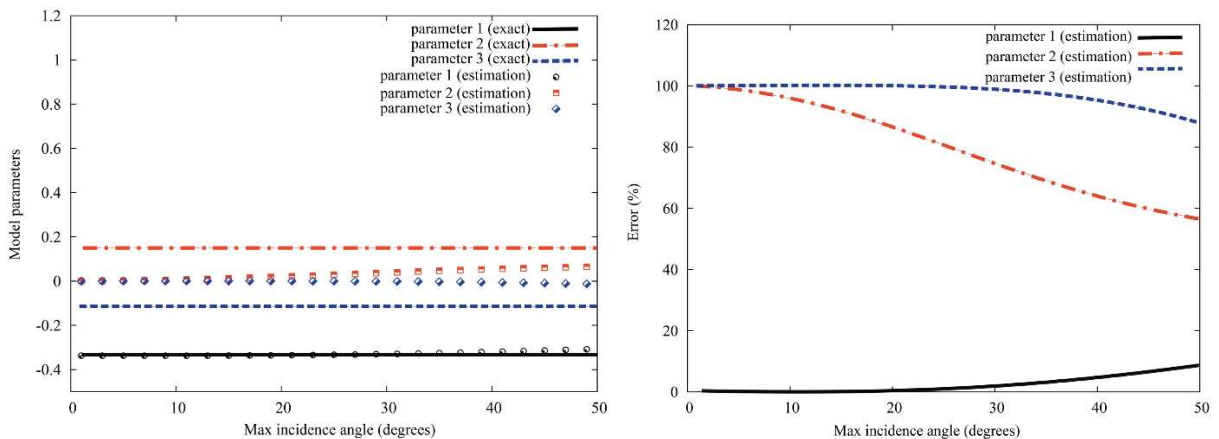 1.2
1
0.8
0.6
0.4
0.2
0
-0.2
-0.4
Model parameters
parameter 1 (exact)
parameter 2 (exact)
parameter 3 (exact)
parameter 1 (estimation)
parameter 2 (estimation)
parameter 3 (estimation)
0 10 20 30 40 50
Max incidence angle (degrees)
120
100
80
60
40
20
0
Error (%)
parameter 1 (estimation)
parameter 2 (estimation)
parameter 3 (estimation)
0 10 20 30 40 50
Max incidence angle (degrees)